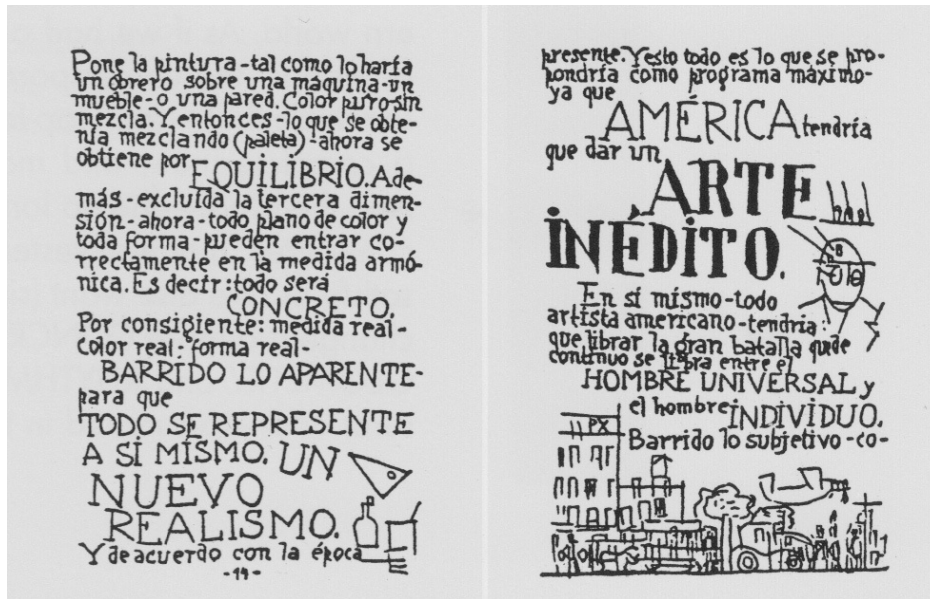 Pone la pintura-tal como lo haría
un obrero sobre una máquina-un
mueble-o una pared. Color puro-sin
mezcla. Y entonces-lo que se obte-
nía mezclando (paleta)-ahora se
obtiene por
EQUILIBRIO. Ade-
más-excluída la tercera dimen-
sión-ahora-todo plano de color y
toda forma-pueden entrar co-
rrectamente en la medida armó-
nica. Es decir: todo será
CONCRETO.
Por consigiente: medida real-
color real-forma real-
BARRIDO LO APARENTE-
para que
TODO SE REPRESENTE
A SÍ MISMO. UN
NUEVO
REALISMO.
Y de acuerdo con la época
-14-
presente. Y esto todo es lo que se pro-
pondría como programa máximo-
ya que
AMÉRICA tendría
que dar un
ARTE
INÉDITO.
En sí mismo-todo
artista americano-tendria
que librar la gran batalla que de
continuo se libra entre el
HOMBRE UNIVERSAL y
el hombre INDIVIDUO.
Barrido lo subjetivo-co-
PX